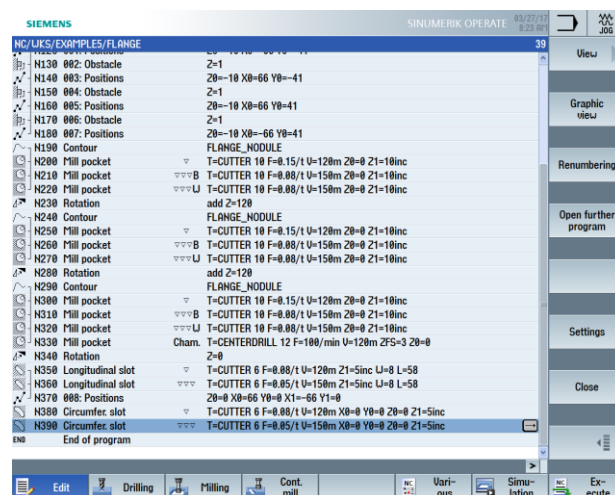 SIEMENS
SINUMERIK OPERATE
03/27/17
8:23 AM
JOG
NC/WKS/EXAMPLE5/FLANGE 39
N130 002: Obstacle Z=1
N140 003: Positions Z0=-10 X0=66 Y0=-41
N150 004: Obstacle Z=1
N160 005: Positions Z0=-10 X0=66 Y0=41
N170 006: Obstacle Z=1
N180 007: Positions Z0=-10 X0=-66 Y0=41
N190 Contour FLANGE_NODULE
N200 Mill pocket ▽ T=CUTTER 10 F=0.15/t V=120m Z0=0 Z1=10inc
N210 Mill pocket ▽▽▽B T=CUTTER 10 F=0.08/t V=150m Z0=0 Z1=10inc
N220 Mill pocket ▽▽▽W T=CUTTER 10 F=0.08/t V=150m Z0=0 Z1=10inc
N230 Rotation add Z=120
N240 Contour FLANGE_NODULE
N250 Mill pocket ▽ T=CUTTER 10 F=0.15/t V=120m Z0=0 Z1=10inc
N260 Mill pocket ▽▽▽B T=CUTTER 10 F=0.08/t V=150m Z0=0 Z1=10inc
N270 Mill pocket ▽▽▽W T=CUTTER 10 F=0.08/t V=150m Z0=0 Z1=10inc
N280 Rotation add Z=120
N290 Contour FLANGE_NODULE
N300 Mill pocket ▽ T=CUTTER 10 F=0.15/t V=120m Z0=0 Z1=10inc
N310 Mill pocket ▽▽▽B T=CUTTER 10 F=0.08/t V=150m Z0=0 Z1=10inc
N320 Mill pocket ▽▽▽W T=CUTTER 10 F=0.08/t V=150m Z0=0 Z1=10inc
N330 Mill pocket Cham. T=CENTERDRILL 12 F=100/min V=120m ZFS=3 Z0=0
N340 Rotation Z=0
N350 Longitudinal slot ▽ T=CUTTER 6 F=0.08/t V=120m Z1=5inc W=8 L=58
N360 Longitudinal slot ▽▽▽ T=CUTTER 6 F=0.05/t V=150m Z1=5inc W=8 L=58
N370 008: Positions Z0=0 X0=66 Y0=0 X1=-66 Y1=0
N380 Circumfer. slot ▽ T=CUTTER 6 F=0.08/t V=120m X0=0 Y0=0 Z0=0 Z1=5inc
N390 Circumfer. slot ▽▽▽ T=CUTTER 6 F=0.05/t V=150m X0=0 Y0=0 Z0=0 Z1=5inc
END End of program
View
Graphic
view
Renumbering
Open further
program
Settings
Close
Edit
Drilling
Milling
Cont.
mill.
NC Vari-
ous
Simu-
lation
NC Ex-
ecute